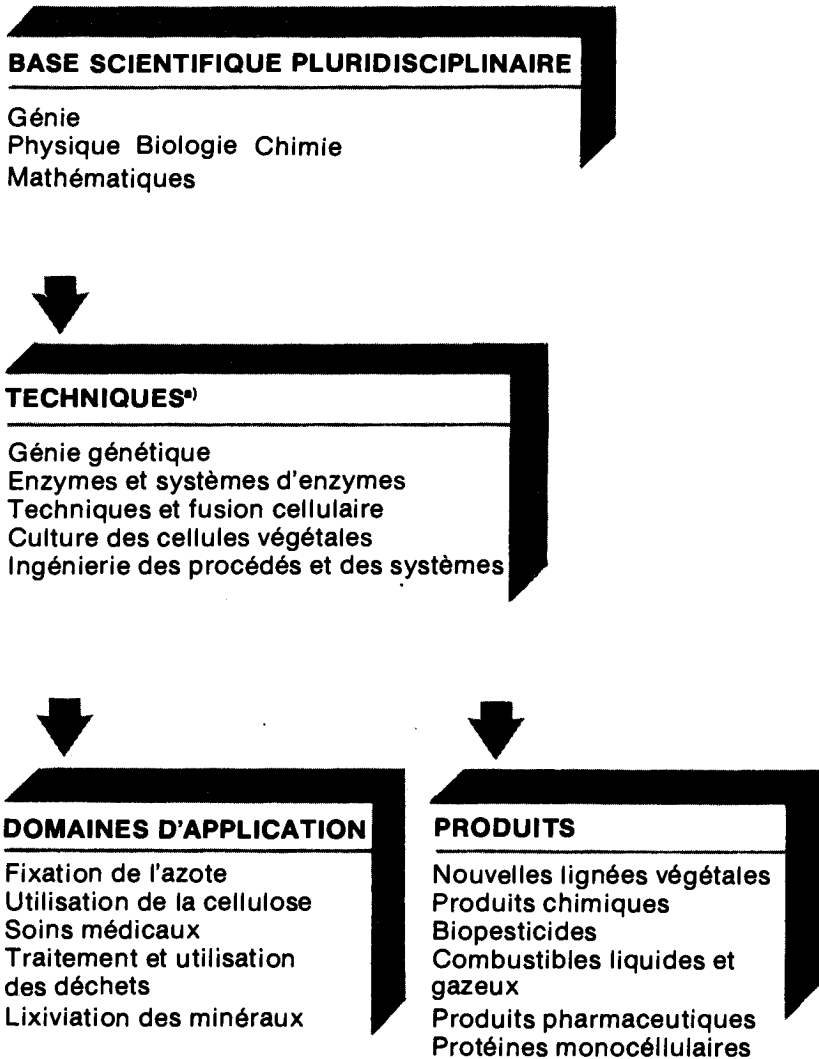 BASE SCIENTIFIQUE PLURIDISCIPLINAIRE
Génie
Physique Biologie Chimie
Mathématiques
TECHNIQUESª)
Génie génétique
Enzymes et systèmes d'enzymes
Techniques et fusion cellulaire
Culture des cellules végétales
Ingénierie des procédés et des systèmes
DOMAINES D'APPLICATION
Fixation de l'azote
Utilisation de la cellulose
Soins médicaux
Traitement et utilisation
des déchets
Lixiviation des minéraux
PRODUITS
Nouvelles lignées végétales
Produits chimiques
Biopesticides
Combustibles liquides et
gazeux
Produits pharmaceutiques
Protéines monocéllulaires